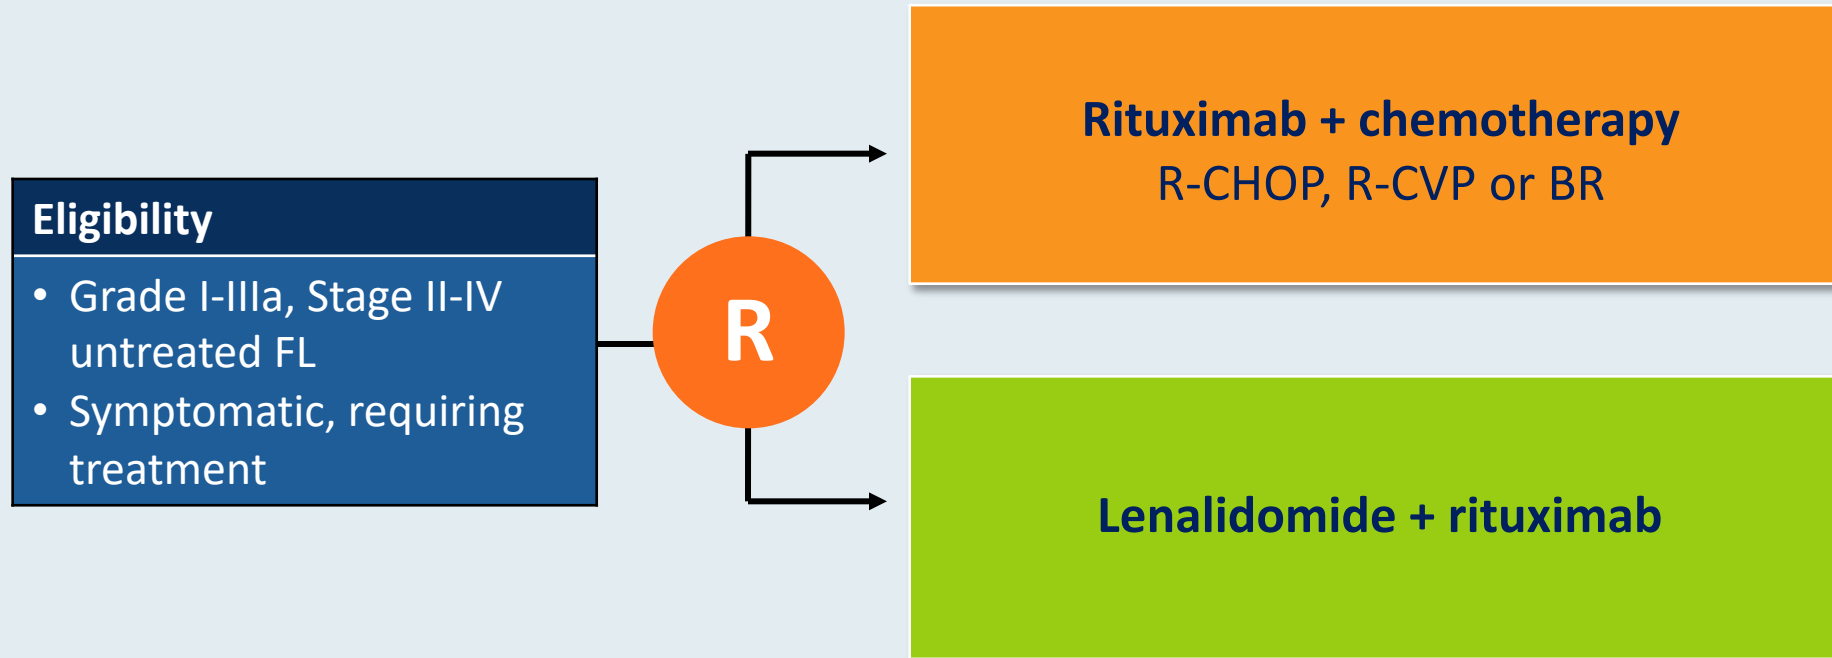 Eligibility
• Grade I-IIIa, Stage II-IV
untreated FL
• Symptomatic, requiring
treatment
R
Rituximab + chemotherapy
R-CHOP, R-CVP or BR
Lenalidomide + rituximab